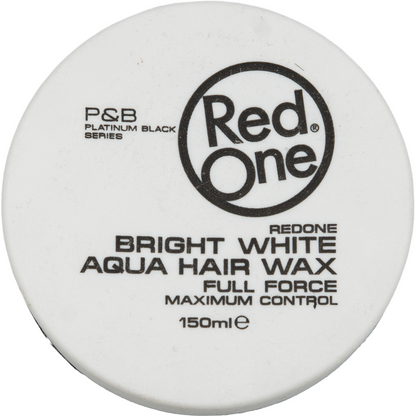 P&B
PLATINUM BLACK
SERIES
Red®
One
REDONE
BRIGHT WHITE
AQUA HAIR WAX
FULL FORCE
MAXIMUM CONTROL
150ml℮